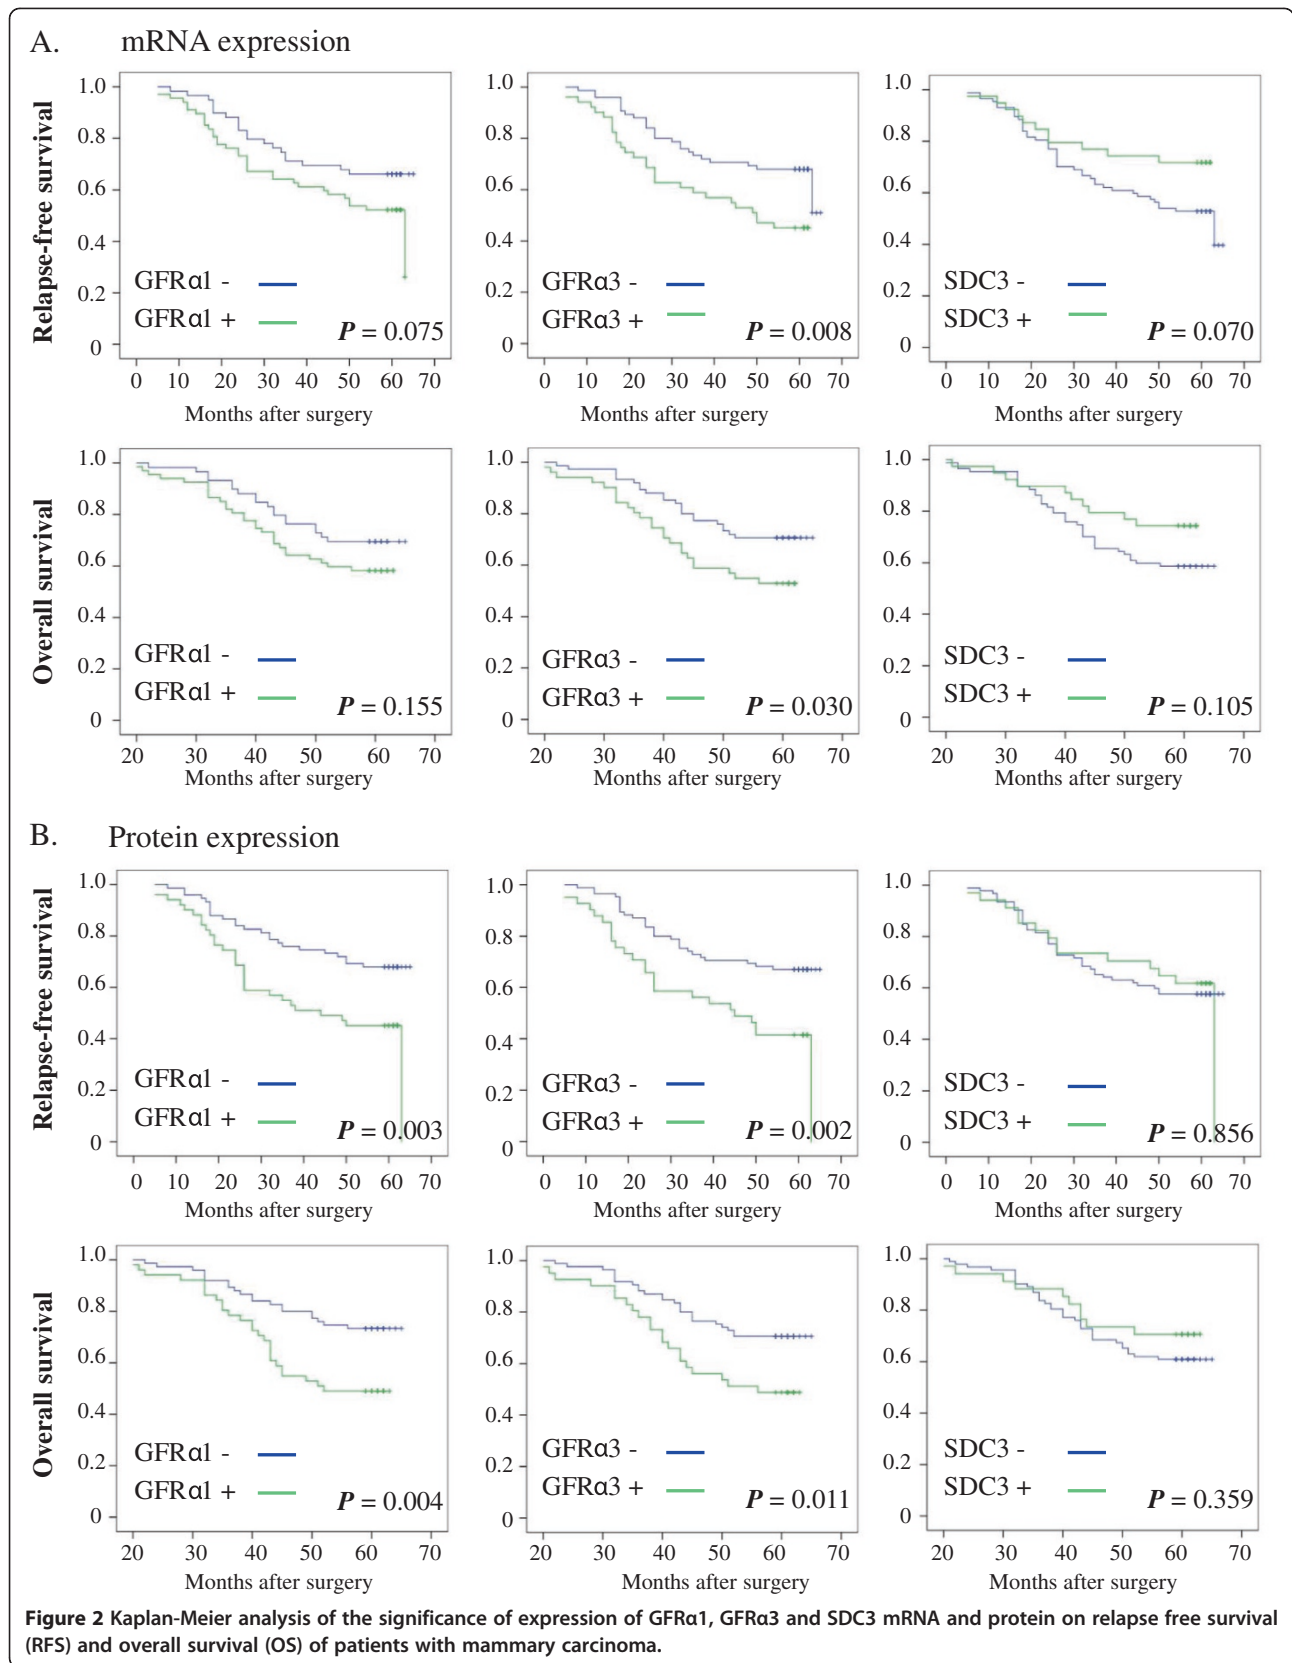 A. mRNA expression
Relapse-free survival
1.0
0.8
0.6
0.4
0.2
0
GFRα1 -
GFRα1 +
P = 0.075
0 10 20 30 40 50 60 70
Months after surgery
1.0
0.8
0.6
0.4
0.2
0
GFRα3 -
GFRα3 +
P = 0.008
0 10 20 30 40 50 60 70
Months after surgery
1.0
0.8
0.6
0.4
0.2
0
SDC3 -
SDC3 +
P = 0.070
0 10 20 30 40 50 60 70
Months after surgery
Overall survival
1.0
0.8
0.6
0.4
0.2
0
GFRα1 -
GFRα1 +
P = 0.155
20 30 40 50 60 70
Months after surgery
1.0
0.8
0.6
0.4
0.2
0
GFRα3 -
GFRα3 +
P = 0.030
20 30 40 50 60 70
Months after surgery
1.0
0.8
0.6
0.4
0.2
0
SDC3 -
SDC3 +
P = 0.105
20 30 40 50 60 70
Months after surgery
B. Protein expression
Relapse-free survival
1.0
0.8
0.6
0.4
0.2
0
GFRα1 -
GFRα1 +
P = 0.003
0 10 20 30 40 50 60 70
Months after surgery
1.0
0.8
0.6
0.4
0.2
0
GFRα3 -
GFRα3 +
P = 0.002
0 10 20 30 40 50 60 70
Months after surgery
1.0
0.8
0.6
0.4
0.2
0
SDC3 -
SDC3 +
P = 0.856
0 10 20 30 40 50 60 70
Months after surgery
Overall survival
1.0
0.8
0.6
0.4
0.2
0
GFRα1 -
GFRα1 +
P = 0.004
20 30 40 50 60 70
Months after surgery
1.0
0.8
0.6
0.4
0.2
0
GFRα3 -
GFRα3 +
P = 0.011
20 30 40 50 60 70
Months after surgery
1.0
0.8
0.6
0.4
0.2
0
SDC3 -
SDC3 +
P = 0.359
20 30 40 50 60 70
Months after surgery
Figure 2 Kaplan-Meier analysis of the significance of expression of GFRα1, GFRα3 and SDC3 mRNA and protein on relapse free survival
(RFS) and overall survival (OS) of patients with mammary carcinoma.